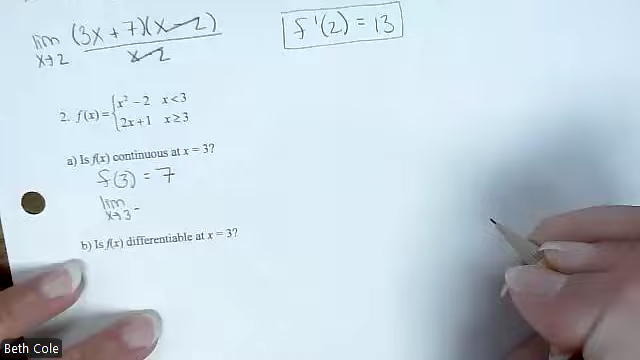 lim x→2 (3x + 7)(x - 2) / x - 2
f'(2) = 13
2. f(x) = { x² - 2 x < 3
2x + 1 x ≥ 3
a) Is f(x) continuous at x = 3?
f(3) = 7
lim x→3⁻
b) Is f(x) differentiable at x = 3?
Beth Cole